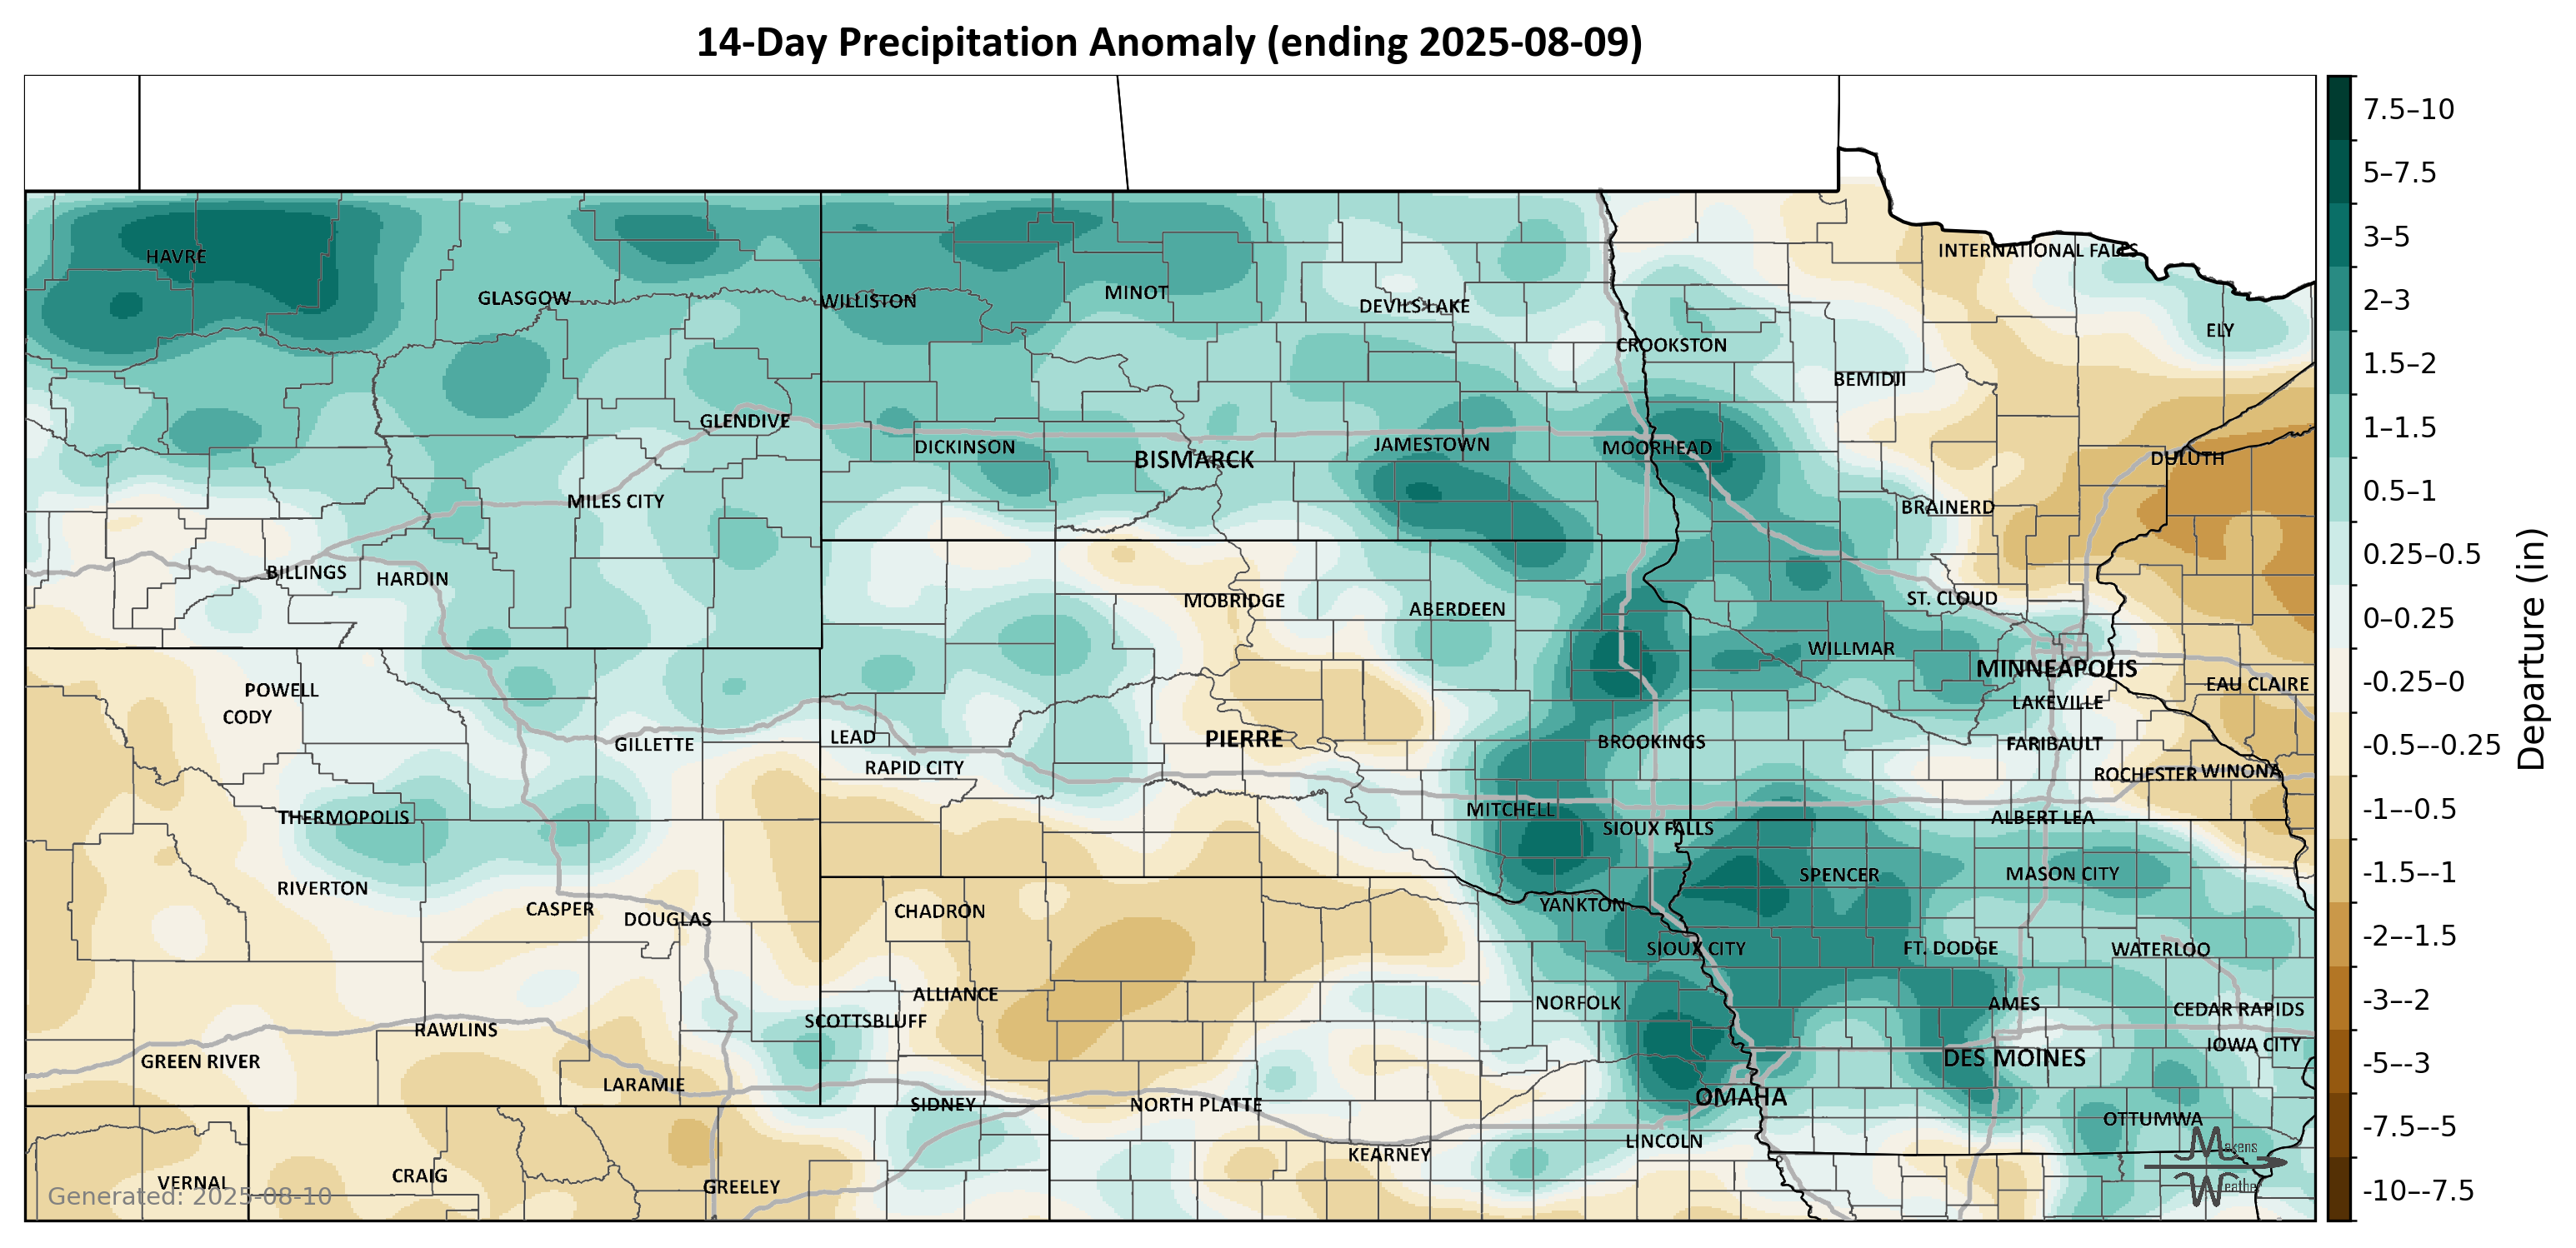 14-Day Precipitation Anomaly (ending 2025-08-09)
7.5–10
5–7.5
3–5
2–3
1.5–2
1–1.5
0.5–1
0.25–0.5
0–0.25
-0.25–0
-0.5–-0.25
-1–-0.5
-1.5–-1
-2–-1.5
-3–-2
-5–-3
-7.5–-5
-10–-7.5
Departure (in)
HAVRE
INTERNATIONAL FALLS
GLASGOW
WILLISTON
MINOT
DEVILS LAKE
ELY
CROOKSTON
BEMIDJI
GLENDIVE
DICKINSON
BISMARCK
JAMESTOWN
MOORHEAD
DULUTH
MILES CITY
BRAINERD
BILLINGS
HARDIN
MOBRIDGE
ABERDEEN
ST. CLOUD
WILLMAR
MINNEAPOLIS
POWELL
EAU CLAIRE
CODY
LAKEVILLE
GILLETTE
LEAD
PIERRE
BROOKINGS
FARIBAULT
RAPID CITY
ROCHESTER
WINONA
THERMOPOLIS
MITCHELL
SIOUX FALLS
ALBERT LEA
RIVERTON
SPENCER
MASON CITY
CASPER
DOUGLAS
CHADRON
YANKTON
SIOUX CITY
FT. DODGE
WATERLOO
ALLIANCE
NORFOLK
AMES
CEDAR RAPIDS
RAWLINS
SCOTTSBLUFF
IOWA CITY
GREEN RIVER
DES MOINES
LARAMIE
SIDNEY
NORTH PLATTE
OMAHA
OTTUMWA
KEARNEY
LINCOLN
VERNAL
CRAIG
GREELEY
Generated: 2025-08-10
Makens
Weather